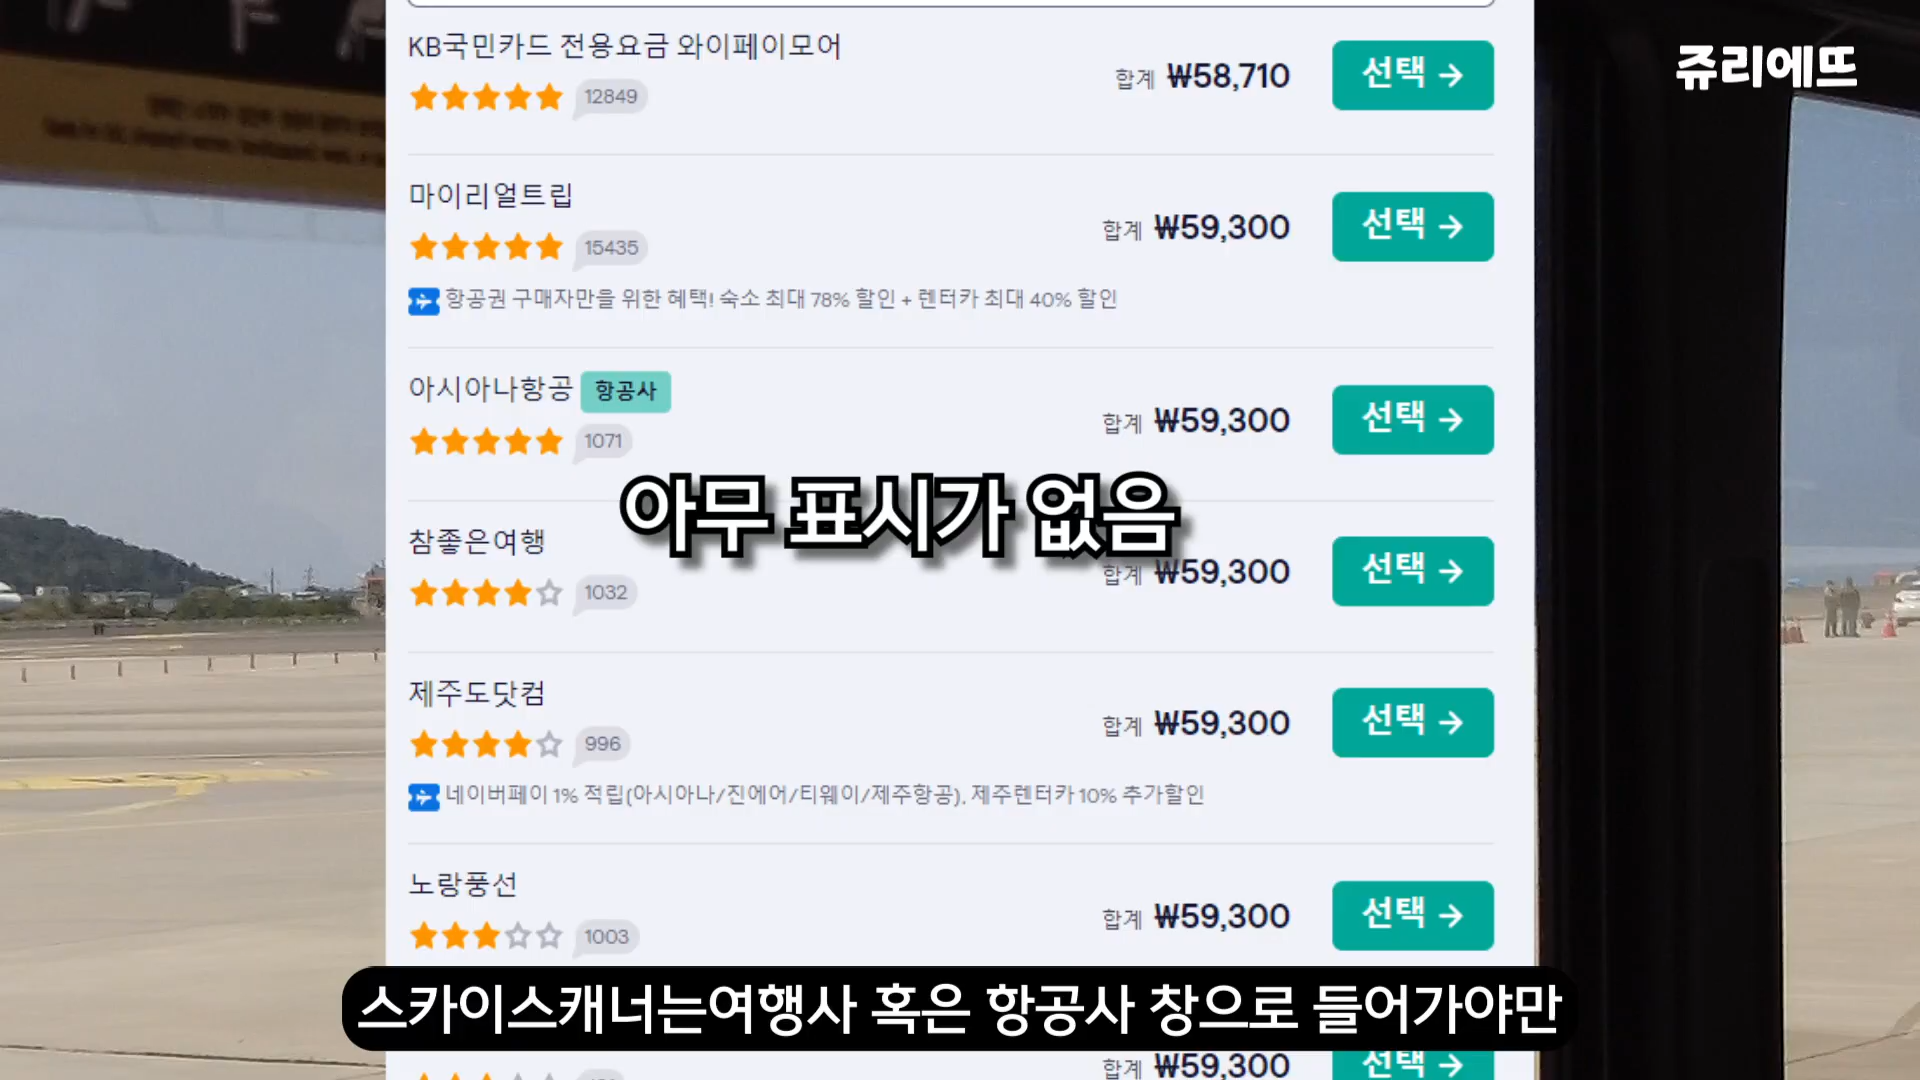 쥬리에뜨
KB국민카드 전용요금 와이페이모어
12849
합계 ₩58,710
선택 →
마이리얼트립
15435
합계 ₩59,300
선택 →
항공권 구매자만을 위한 혜택! 숙소 최대 78% 할인 + 렌터카 최대 40% 할인
아시아나항공 항공사
1071
합계 ₩59,300
선택 →
아무 표시가 없음
참좋은여행
1032
합계 ₩59,300
선택 →
제주도닷컴
996
합계 ₩59,300
선택 →
네이버페이 1% 적립(아시아나/진에어/티웨이/제주항공), 제주렌터카 10% 추가할인
노랑풍선
1003
합계 ₩59,300
선택 →
스카이스캐너는여행사 혹은 항공사 창으로 들어가야만
합계 ₩59,300
선택 →